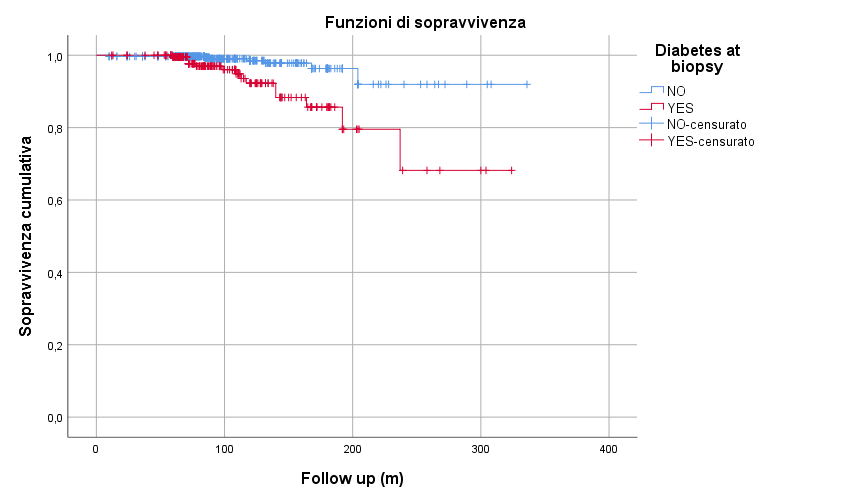 Funzioni di sopravvivenza
Diabetes at
biopsy
NO
YES
NO-censurato
YES-censurato
Sopravvivenza cumulativa
1,0
0,8
0,6
0,4
0,2
0,0
0
100
200
300
400
Follow up (m)